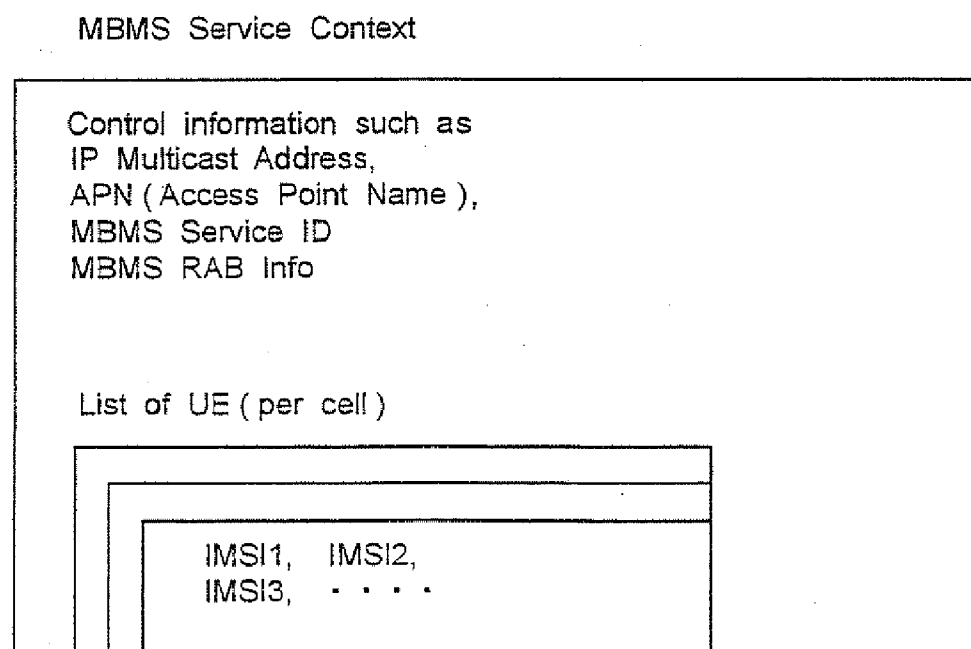 MBMS Service Context
Control information such as
IP Multicast Address,
APN ( Access Point Name ),
MBMS Service ID
MBMS RAB Info
List of UE ( per cell )
IMSI1, IMSI2,
IMSI3, ・・・・